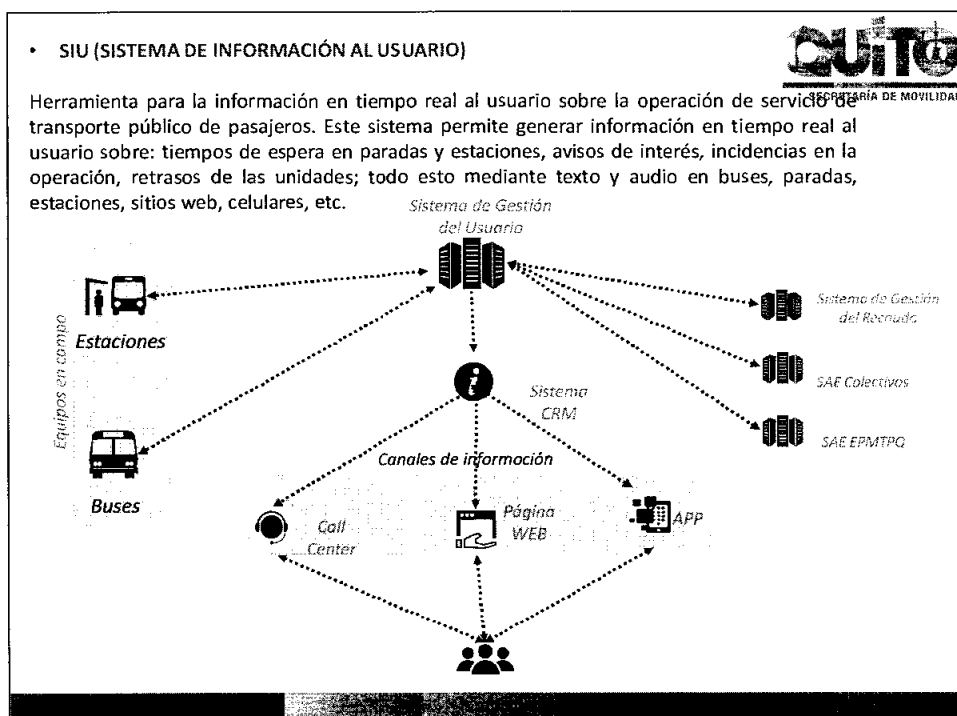 • SIU (SISTEMA DE INFORMACIÓN AL USUARIO)
QUITO
SECRETARÍA DE MOVILIDAD
Herramienta para la información en tiempo real al usuario sobre la operación de servicio de
transporte público de pasajeros. Este sistema permite generar información en tiempo real al
usuario sobre: tiempos de espera en paradas y estaciones, avisos de interés, incidencias en la
operación, retrasos de las unidades; todo esto mediante texto y audio en buses, paradas,
estaciones, sitios web, celulares, etc.
Sistema de Gestión
del Usuario
Equipos en campo
Estaciones
Buses
Sistema de Gestión
del Recaudo
SAE Colectivos
SAE EPMTPQ
Sistema
CRM
Canales de información
Call
Center
Página
WEB
APP